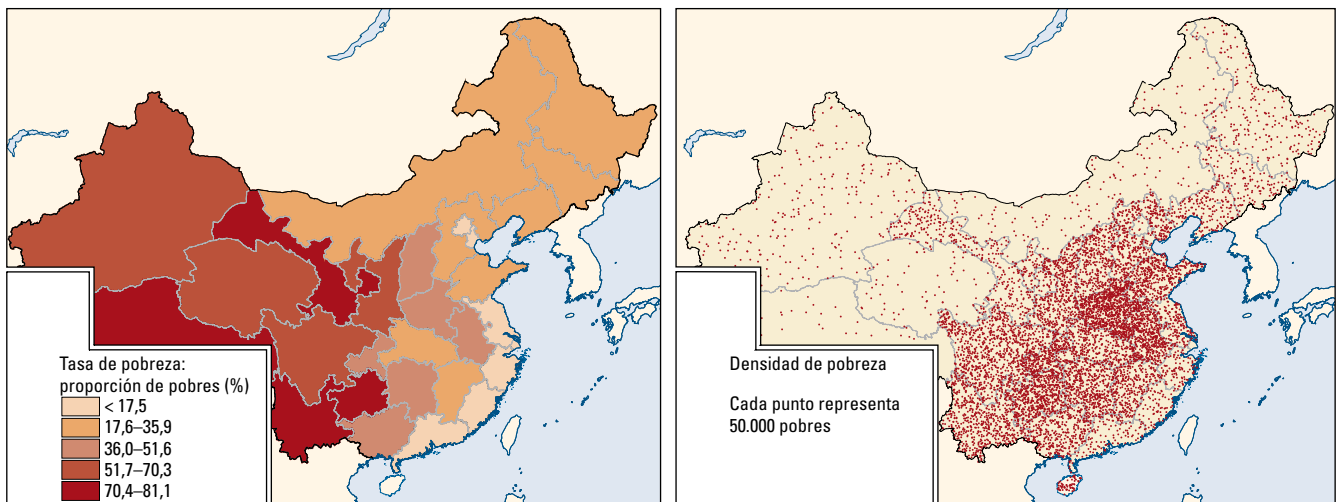 Tasa de pobreza:
proporción de pobres (%)
< 17,5
17,6–35,9
36,0–51,6
51,7–70,3
70,4–81,1
Densidad de pobreza
Cada punto representa
50.000 pobres